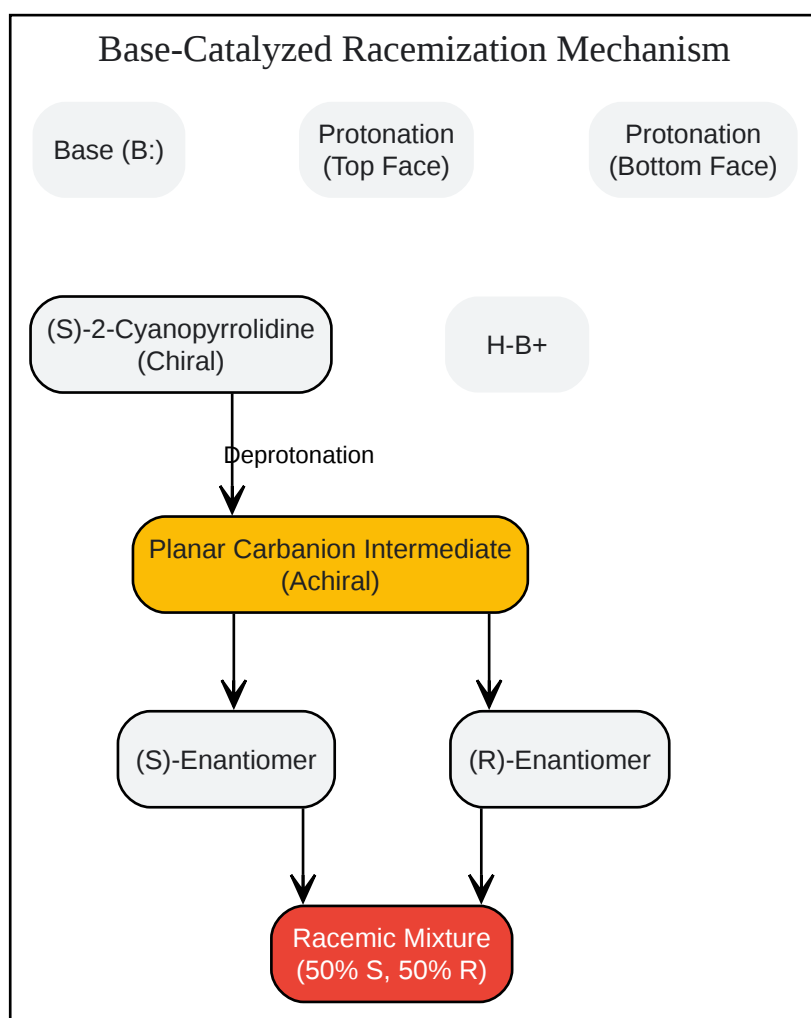 Base-Catalyzed Racemization Mechanism
Base (B:)
Protonation
(Top Face)
Protonation
(Bottom Face)
(S)-2-Cyanopyrrolidine
(Chiral)
H-B+
Deprotonation
Planar Carbanion Intermediate
(Achiral)
(S)-Enantiomer
(R)-Enantiomer
Racemic Mixture
(50% S, 50% R)